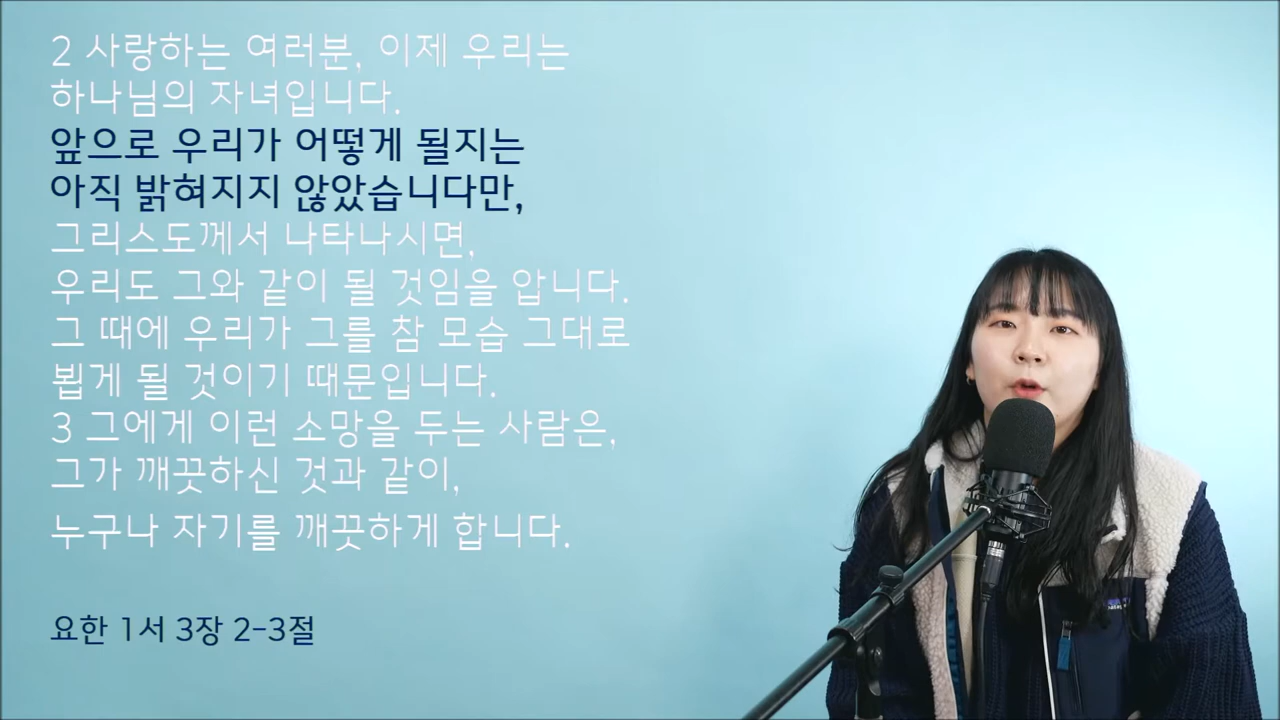 2 사랑하는 여러분, 이제 우리는
하나님의 자녀입니다.
앞으로 우리가 어떻게 될지는
아직 밝혀지지 않았습니다만,
그리스도께서 나타나시면,
우리도 그와 같이 될 것임을 압니다.
그 때에 우리가 그를 참 모습 그대로
뵙게 될 것이기 때문입니다.
3 그에게 이런 소망을 두는 사람은,
그가 깨끗하신 것과 같이,
누구나 자기를 깨끗하게 합니다.
요한 1서 3장 2-3절